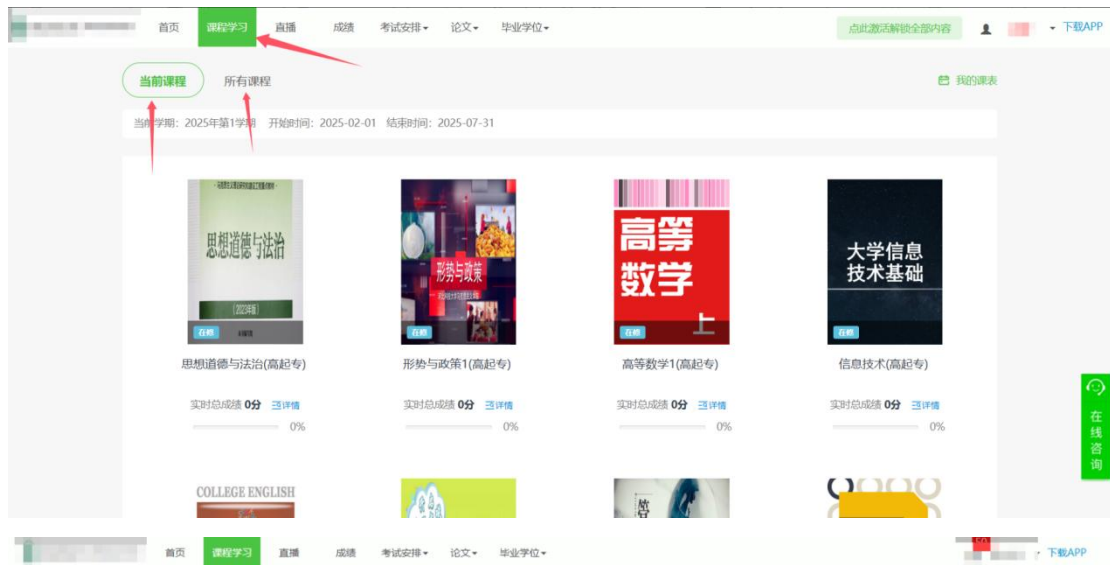 首页 课程学习 直播 成绩 考试安排 论文 毕业学位 点此激活解锁全部内容 下载APP
当前课程 所有课程 我的课表
当前学期：2025年第1学期 开始时间：2025-02-01 结束时间：2025-07-31
思想道德与法治
(2023年版)
在修
形势与政策
在修
高等
数学
上
在修
大学信息
技术基础
在修
思想道德与法治(高起专) 形势与政策1(高起专) 高等数学1(高起专) 信息技术(高起专)
实时总成绩 0分 详情 实时总成绩 0分 详情 实时总成绩 0分 详情 实时总成绩 0分 详情
0% 0% 0% 0%
在线咨询
COLLEGE ENGLISH
首页 课程学习 直播 成绩 考试安排 论文 毕业学位 下载APP